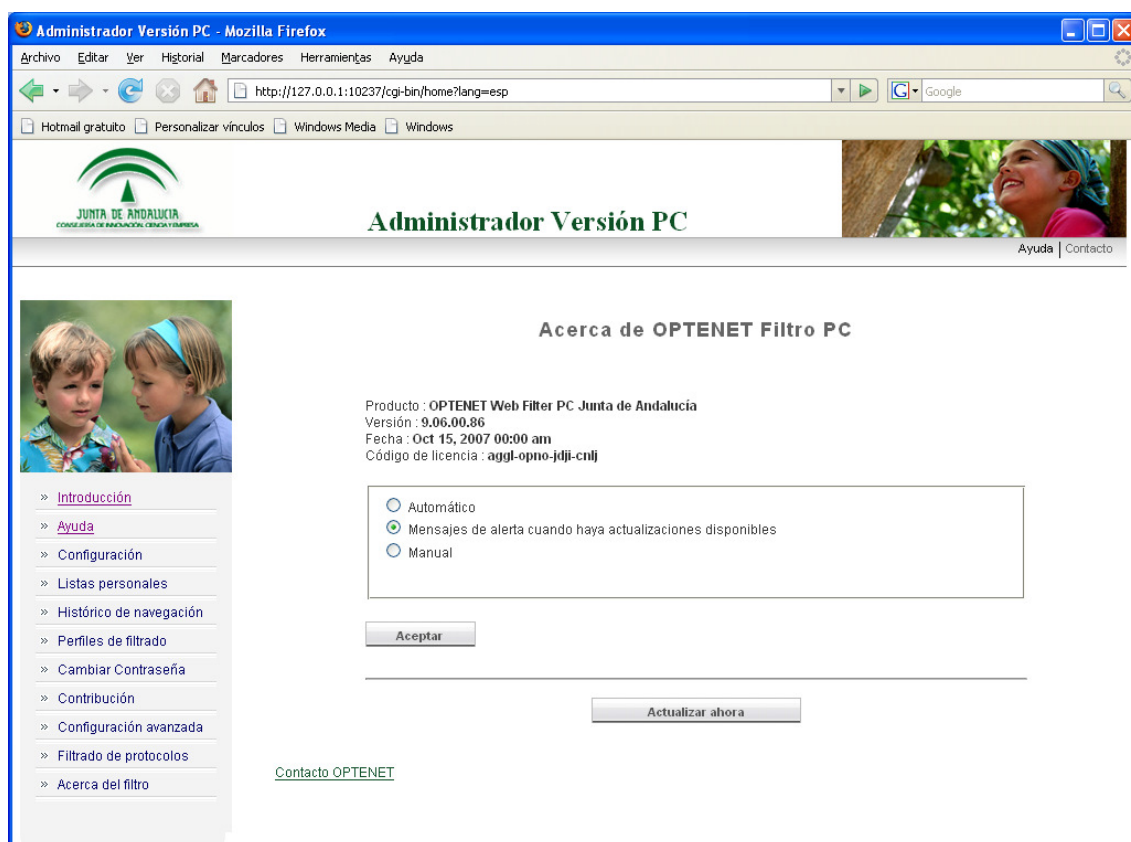 Administrador Versión PC - Mozilla Firefox
Archivo Editar Ver Historial Marcadores Herramientas Ayuda
http://127.0.0.1:10237/cgi-bin/home?lang=esp
G Google
Hotmail gratuito Personalizar vínculos Windows Media Windows
JUNTA DE ANDALUCIA
CONSEJERIA DE INNOVACIÓN, CIENCIA Y EMPRESA
Administrador Versión PC
Ayuda | Contacto
Acerca de OPTENET Filtro PC
Producto : OPTENET Web Filter PC Junta de Andalucía
Versión : 9.06.00.86
Fecha : Oct 15, 2007 00:00 am
Código de licencia : aggl-opno-jdji-cnlj
Automático
Mensajes de alerta cuando haya actualizaciones disponibles
Manual
Aceptar
Actualizar ahora
Contacto OPTENET
» Introducción
» Ayuda
» Configuración
» Listas personales
» Histórico de navegación
» Perfiles de filtrado
» Cambiar Contraseña
» Contribución
» Configuración avanzada
» Filtrado de protocolos
» Acerca del filtro